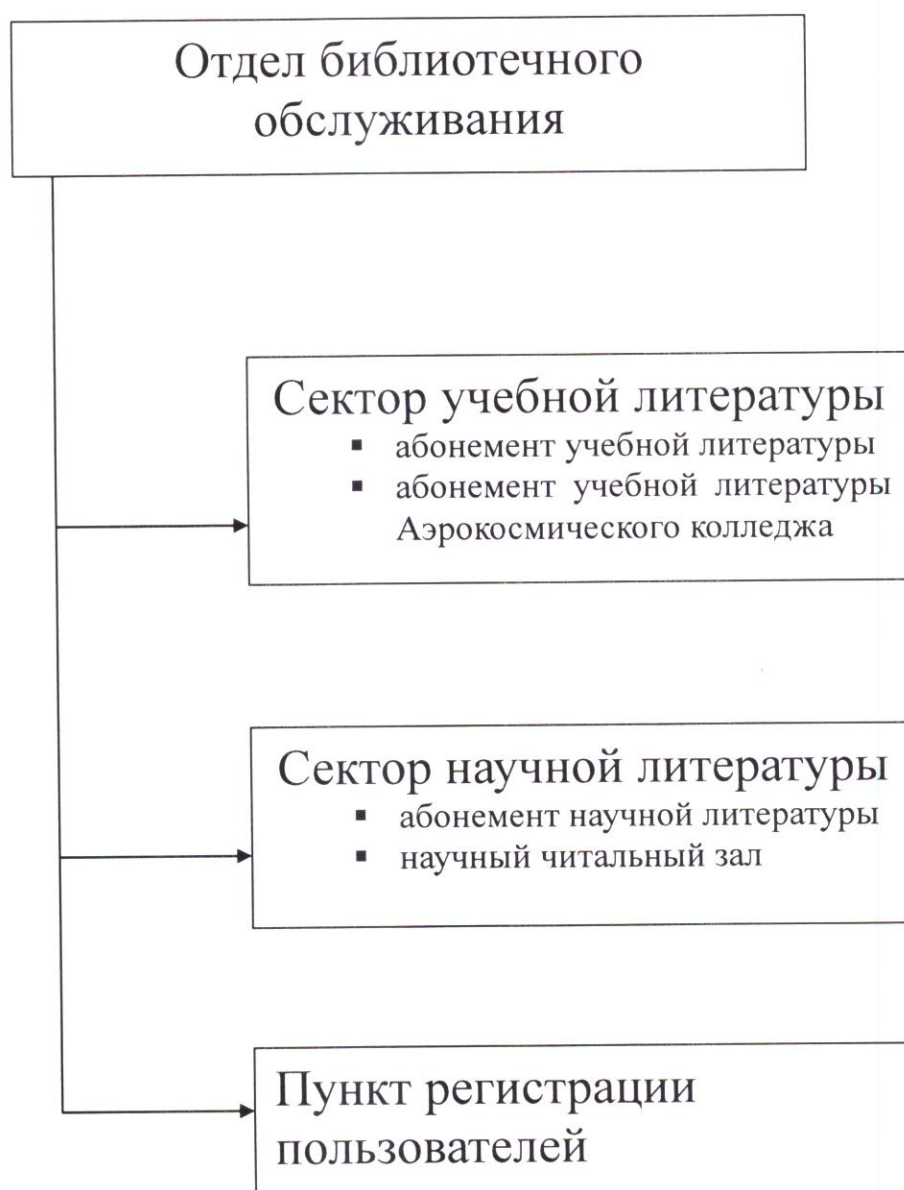 Отдел библиотечного
обслуживания
Сектор учебной литературы
▪ абонемент учебной литературы
▪ абонемент учебной литературы
Аэрокосмического колледжа
Сектор научной литературы
▪ абонемент научной литературы
▪ научный читальный зал
Пункт регистрации
пользователей